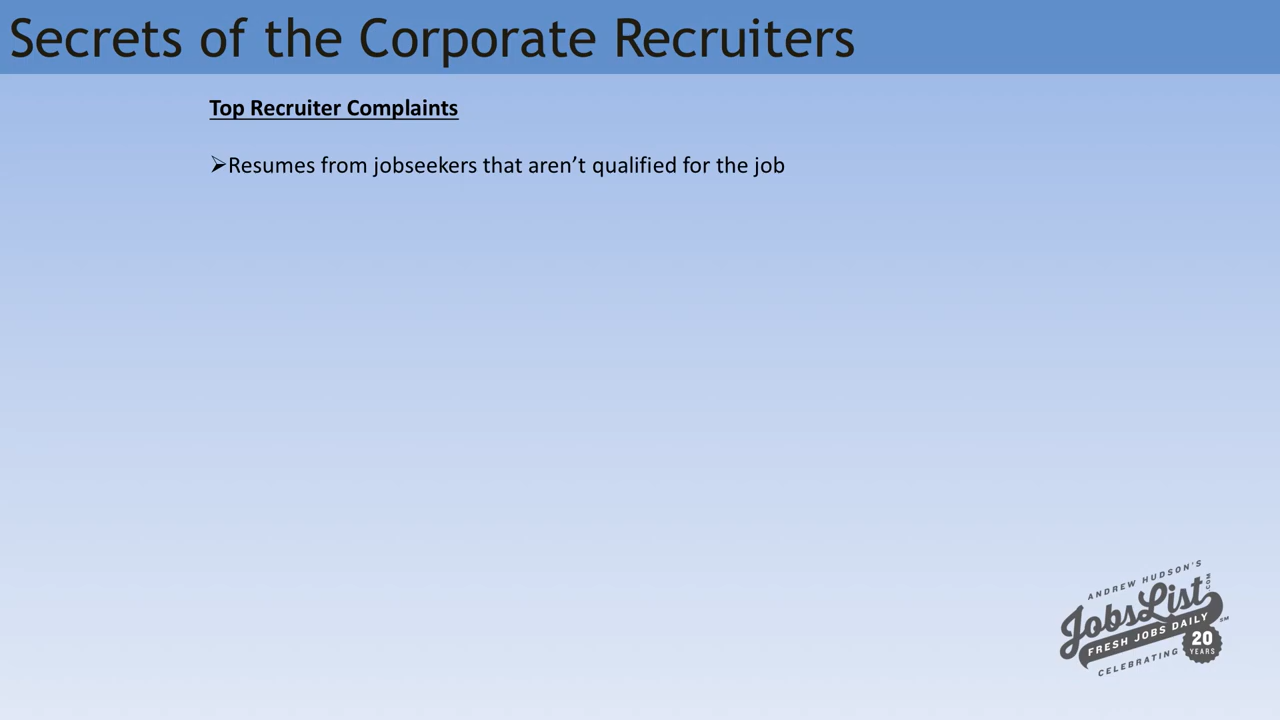 Secrets of the Corporate Recruiters
Top Recruiter Complaints
➢Resumes from jobseekers that aren’t qualified for the job
ANDREW HUDSON'S
JobsList.COM
FRESH JOBS DAILY SM
CELEBRATING 20 YEARS